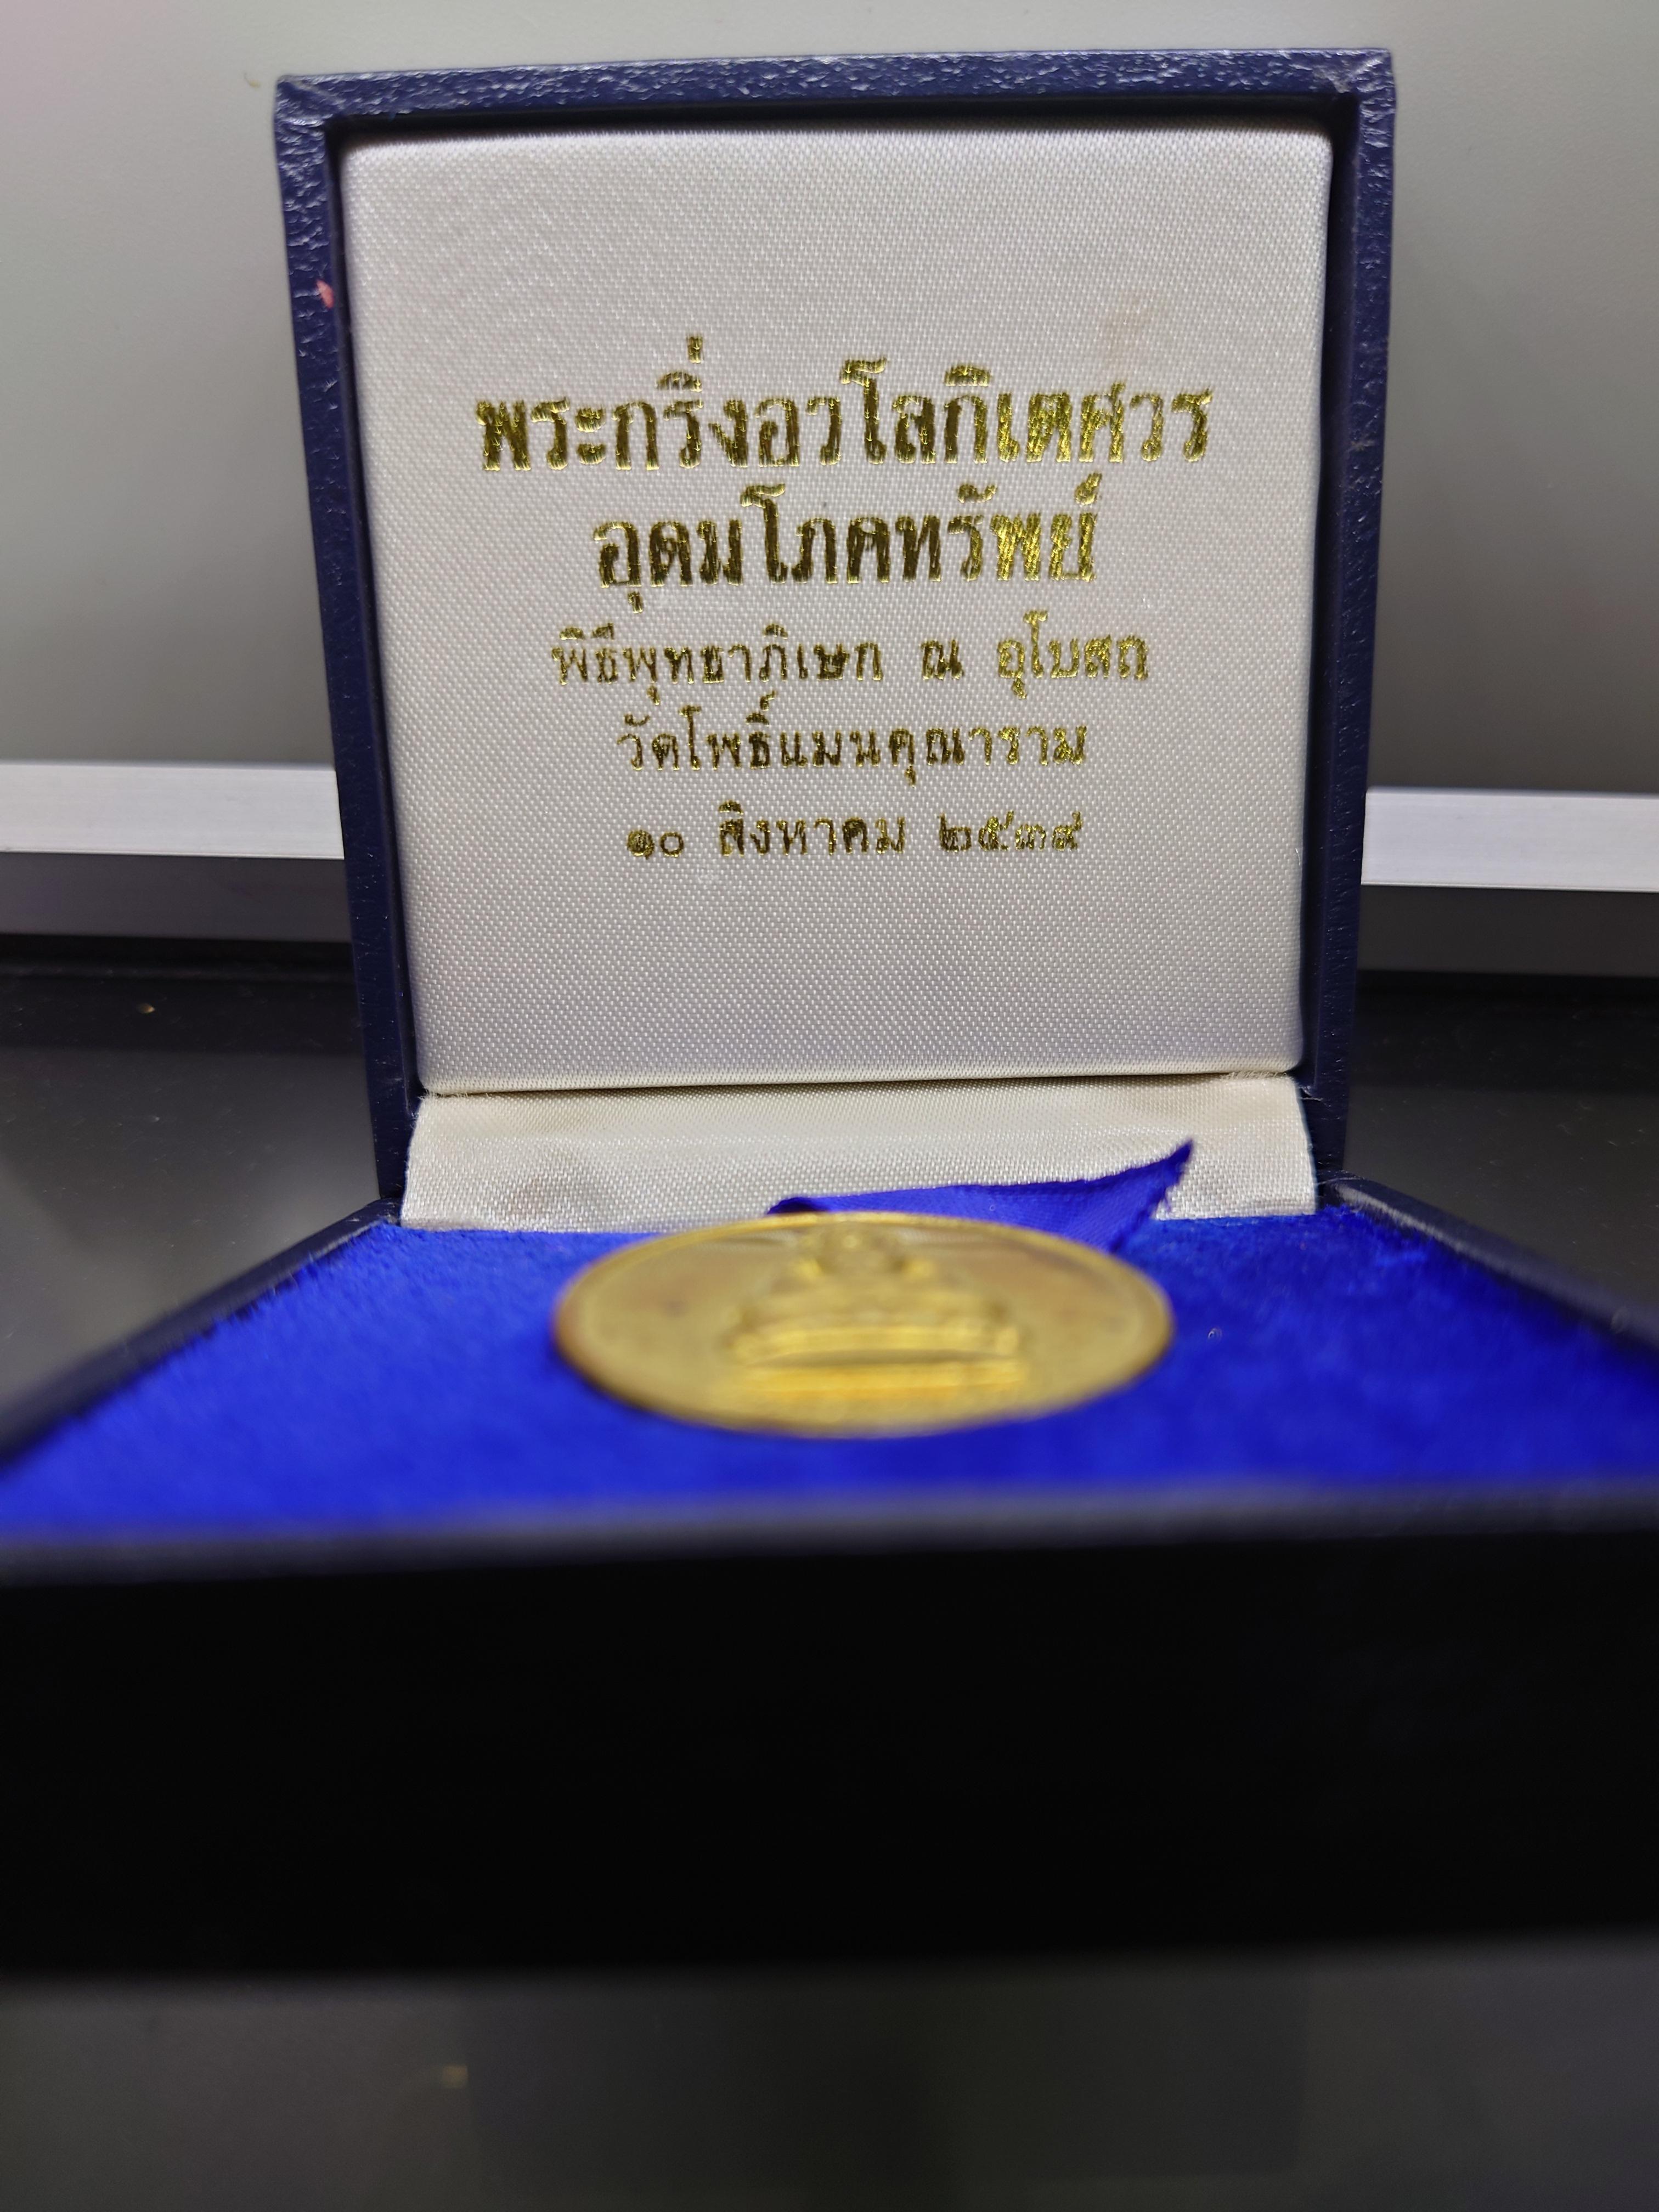 พระกริ่งอวโลกิเตศวร
อุดมโภคทรัพย์
พิธีพุทธาภิเษก ณ อุโบสถ
วัดโพธิ์แมนคุณาราม
๑๐ สิงหาคม ๒๕๓๙